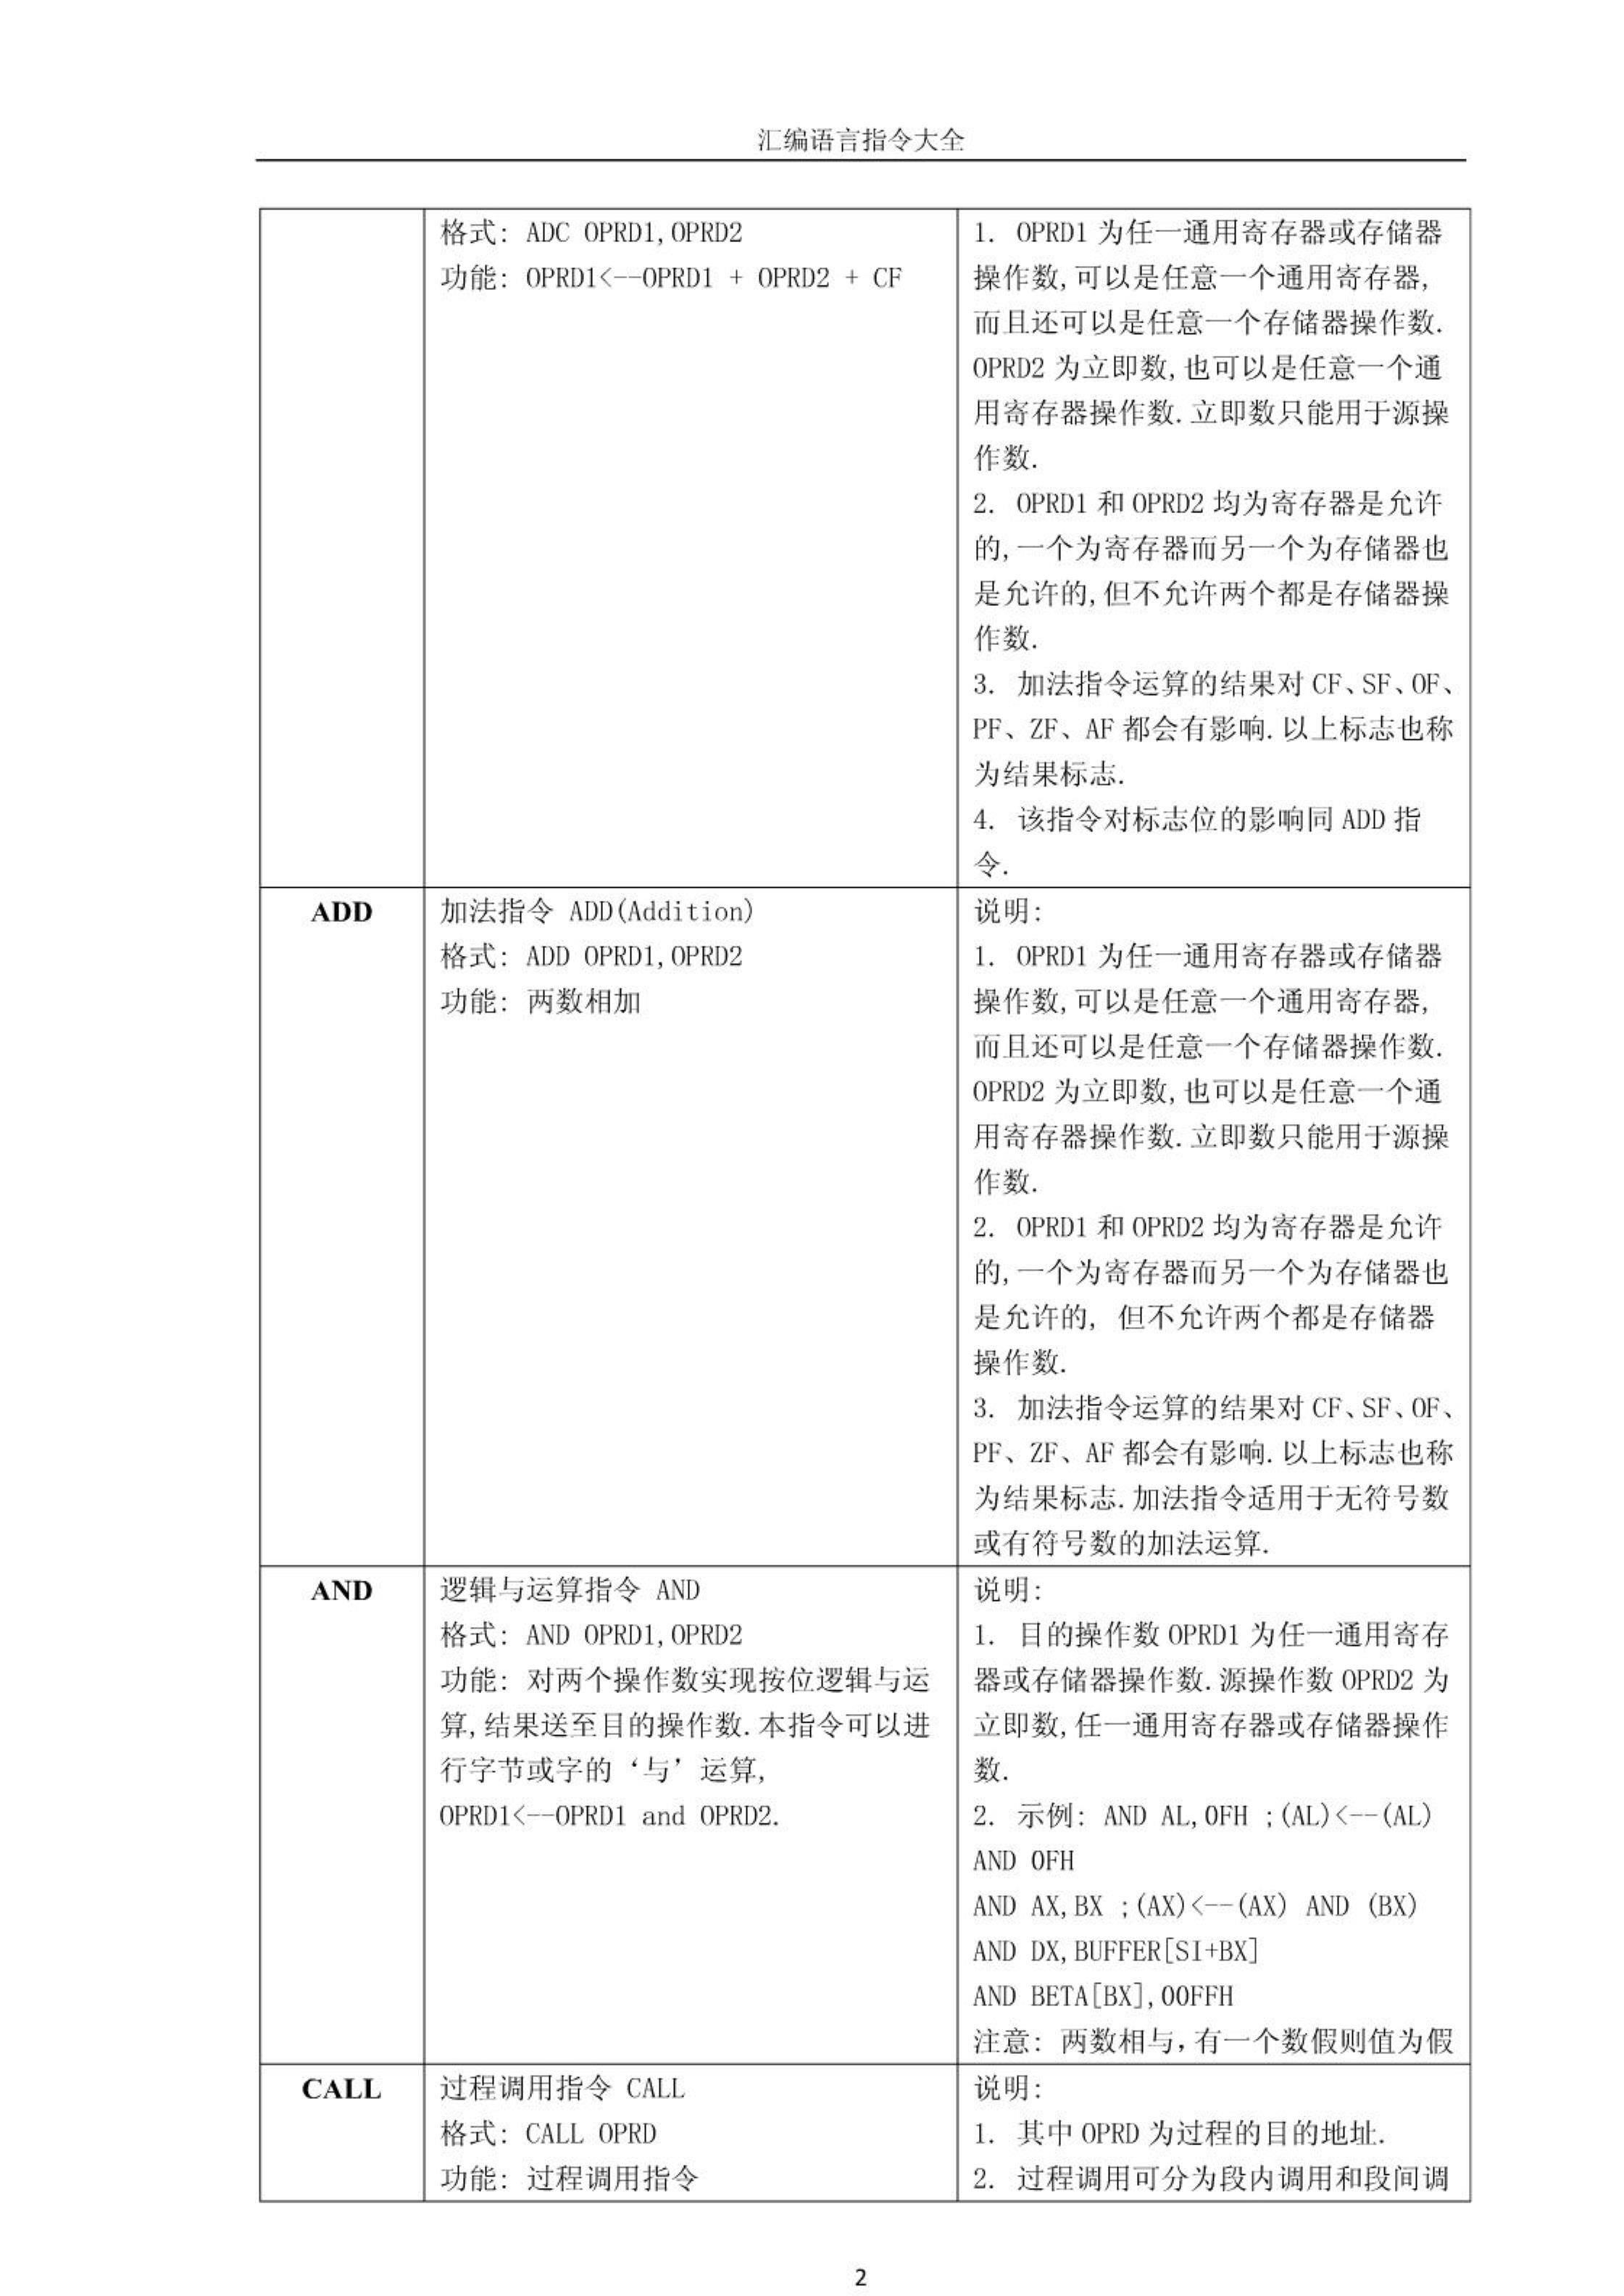 汇编语言指令大全
格式: ADC OPRD1,OPRD2
功能: OPRD1<--OPRD1 + OPRD2 + CF
1. OPRD1 为任一通用寄存器或存储器
操作数,可以是任意一个通用寄存器,
而且还可以是任意一个存储器操作数.
OPRD2 为立即数,也可以是任意一个通
用寄存器操作数.立即数只能用于源操
作数.
2. OPRD1 和 OPRD2 均为寄存器是允许
的,一个为寄存器而另一个为存储器也
是允许的,但不允许两个都是存储器操
作数.
3. 加法指令运算的结果对 CF、SF、OF、
PF、ZF、AF 都会有影响.以上标志也称
为结果标志.
4. 该指令对标志位的影响同 ADD 指
令.
ADD
加法指令 ADD(Addition)
格式: ADD OPRD1,OPRD2
功能: 两数相加
说明:
1. OPRD1 为任一通用寄存器或存储器
操作数,可以是任意一个通用寄存器,
而且还可以是任意一个存储器操作数.
OPRD2 为立即数,也可以是任意一个通
用寄存器操作数.立即数只能用于源操
作数.
2. OPRD1 和 OPRD2 均为寄存器是允许
的,一个为寄存器而另一个为存储器也
是允许的, 但不允许两个都是存储器
操作数.
3. 加法指令运算的结果对 CF、SF、OF、
PF、ZF、AF 都会有影响.以上标志也称
为结果标志.加法指令适用于无符号数
或有符号数的加法运算.
AND
逻辑与运算指令 AND
格式: AND OPRD1,OPRD2
功能: 对两个操作数实现按位逻辑与运
算,结果送至目的操作数.本指令可以进
行字节或字的‘与’运算,
OPRD1<--OPRD1 and OPRD2.
说明:
1. 目的操作数 OPRD1 为任一通用寄存
器或存储器操作数.源操作数 OPRD2 为
立即数,任一通用寄存器或存储器操作
数.
2. 示例: AND AL,0FH ;(AL)<--(AL)
AND 0FH
AND AX,BX ;(AX)<--(AX) AND (BX)
AND DX,BUFFER[SI+BX]
AND BETA[BX],00FFH
注意: 两数相与，有一个数假则值为假
CALL
过程调用指令 CALL
格式: CALL OPRD
功能: 过程调用指令
说明:
1. 其中 OPRD 为过程的目的地址.
2. 过程调用可分为段内调用和段间调
2